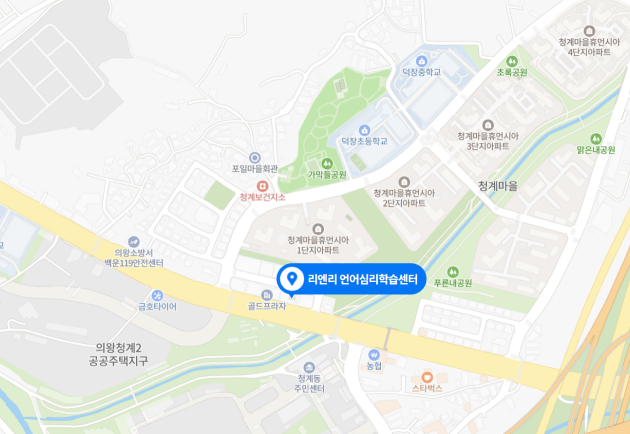 청계마을휴먼시아
4단지아파트
덕장중학교
초록공원
덕장초등학교
청계마을휴먼시아
3단지아파트
맑은내공원
포일마을회관
가막들공원
청계보건지소
청계마을휴먼시아
2단지아파트
청계마을
청계마을휴먼시아
1단지아파트
의왕소방서
백운119안전센터
리엔리 언어심리학습센터
푸른내공원
금호타이어
골드프라자
의왕청계2
공공주택지구
농협
청계동
주민센터
스타벅스